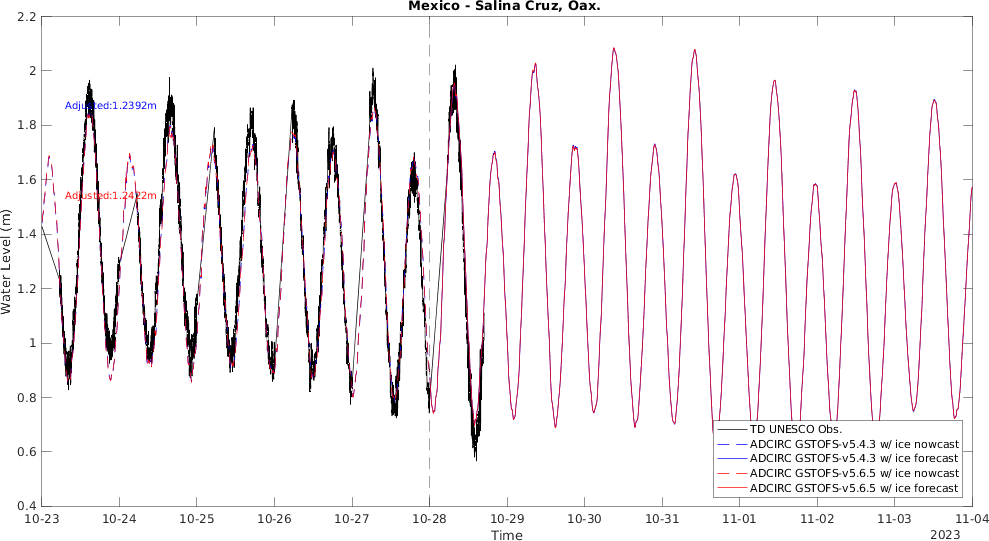 Mexico - Salina Cruz, Oax.
2.2
2
1.8
1.6
1.4
1.2
1
0.8
0.6
0.4
Water Level (m)
Adjusted:1.2392m
Adjusted:1.2422m
TD UNESCO Obs.
ADCIRC GSTOFS-v5.4.3 w/ ice nowcast
ADCIRC GSTOFS-v5.4.3 w/ ice forecast
ADCIRC GSTOFS-v5.6.5 w/ ice nowcast
ADCIRC GSTOFS-v5.6.5 w/ ice forecast
10-23 10-24 10-25 10-26 10-27 10-28 10-29 10-30 10-31 11-01 11-02 11-03 11-04
Time
2023